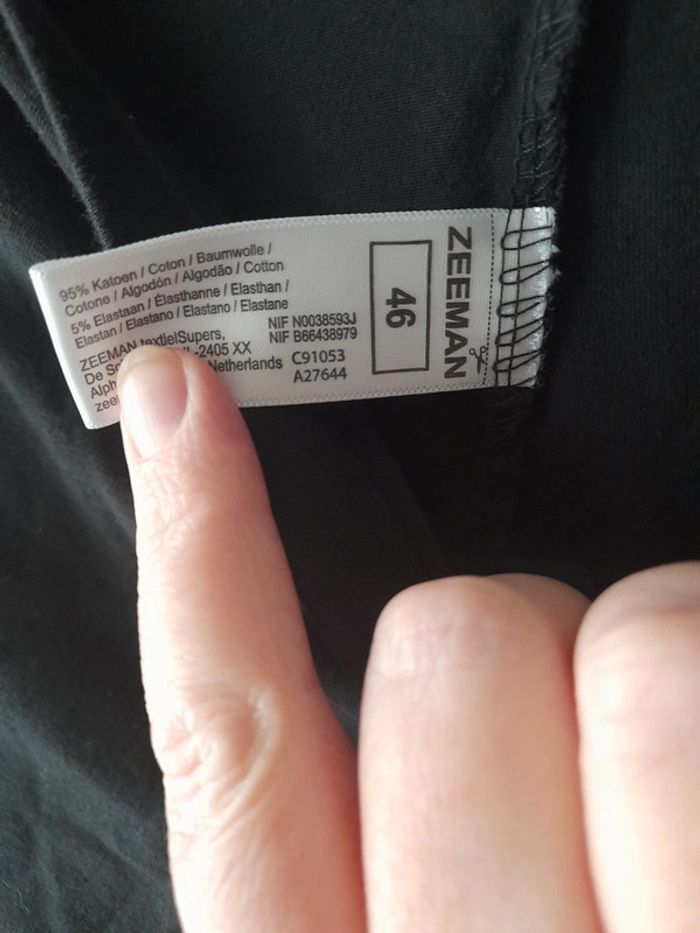 95% Katoen / Coton / Baumwolle /
Cotone / Algodón / Algodão / Cotton
5% Elastaan / Élasthanne / Elasthan /
Elastan / Elastano / Elastano / Elastane
ZEEMAN textielSupers,
De
-2405 XX
Netherlands
NIF N0038593J
NIF B66438979
C91053
A27644
46
ZEEMAN